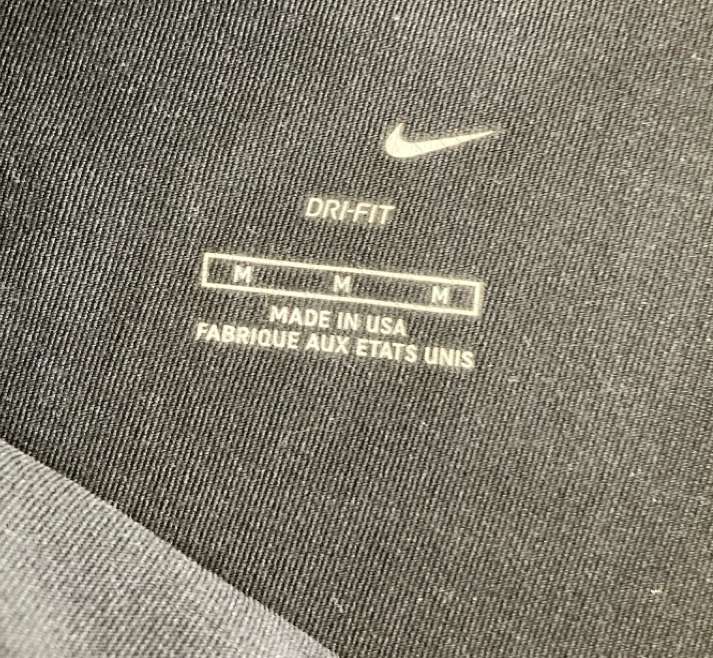 DRI-FIT
M M M
MADE IN USA
FABRIQUE AUX ETATS UNIS